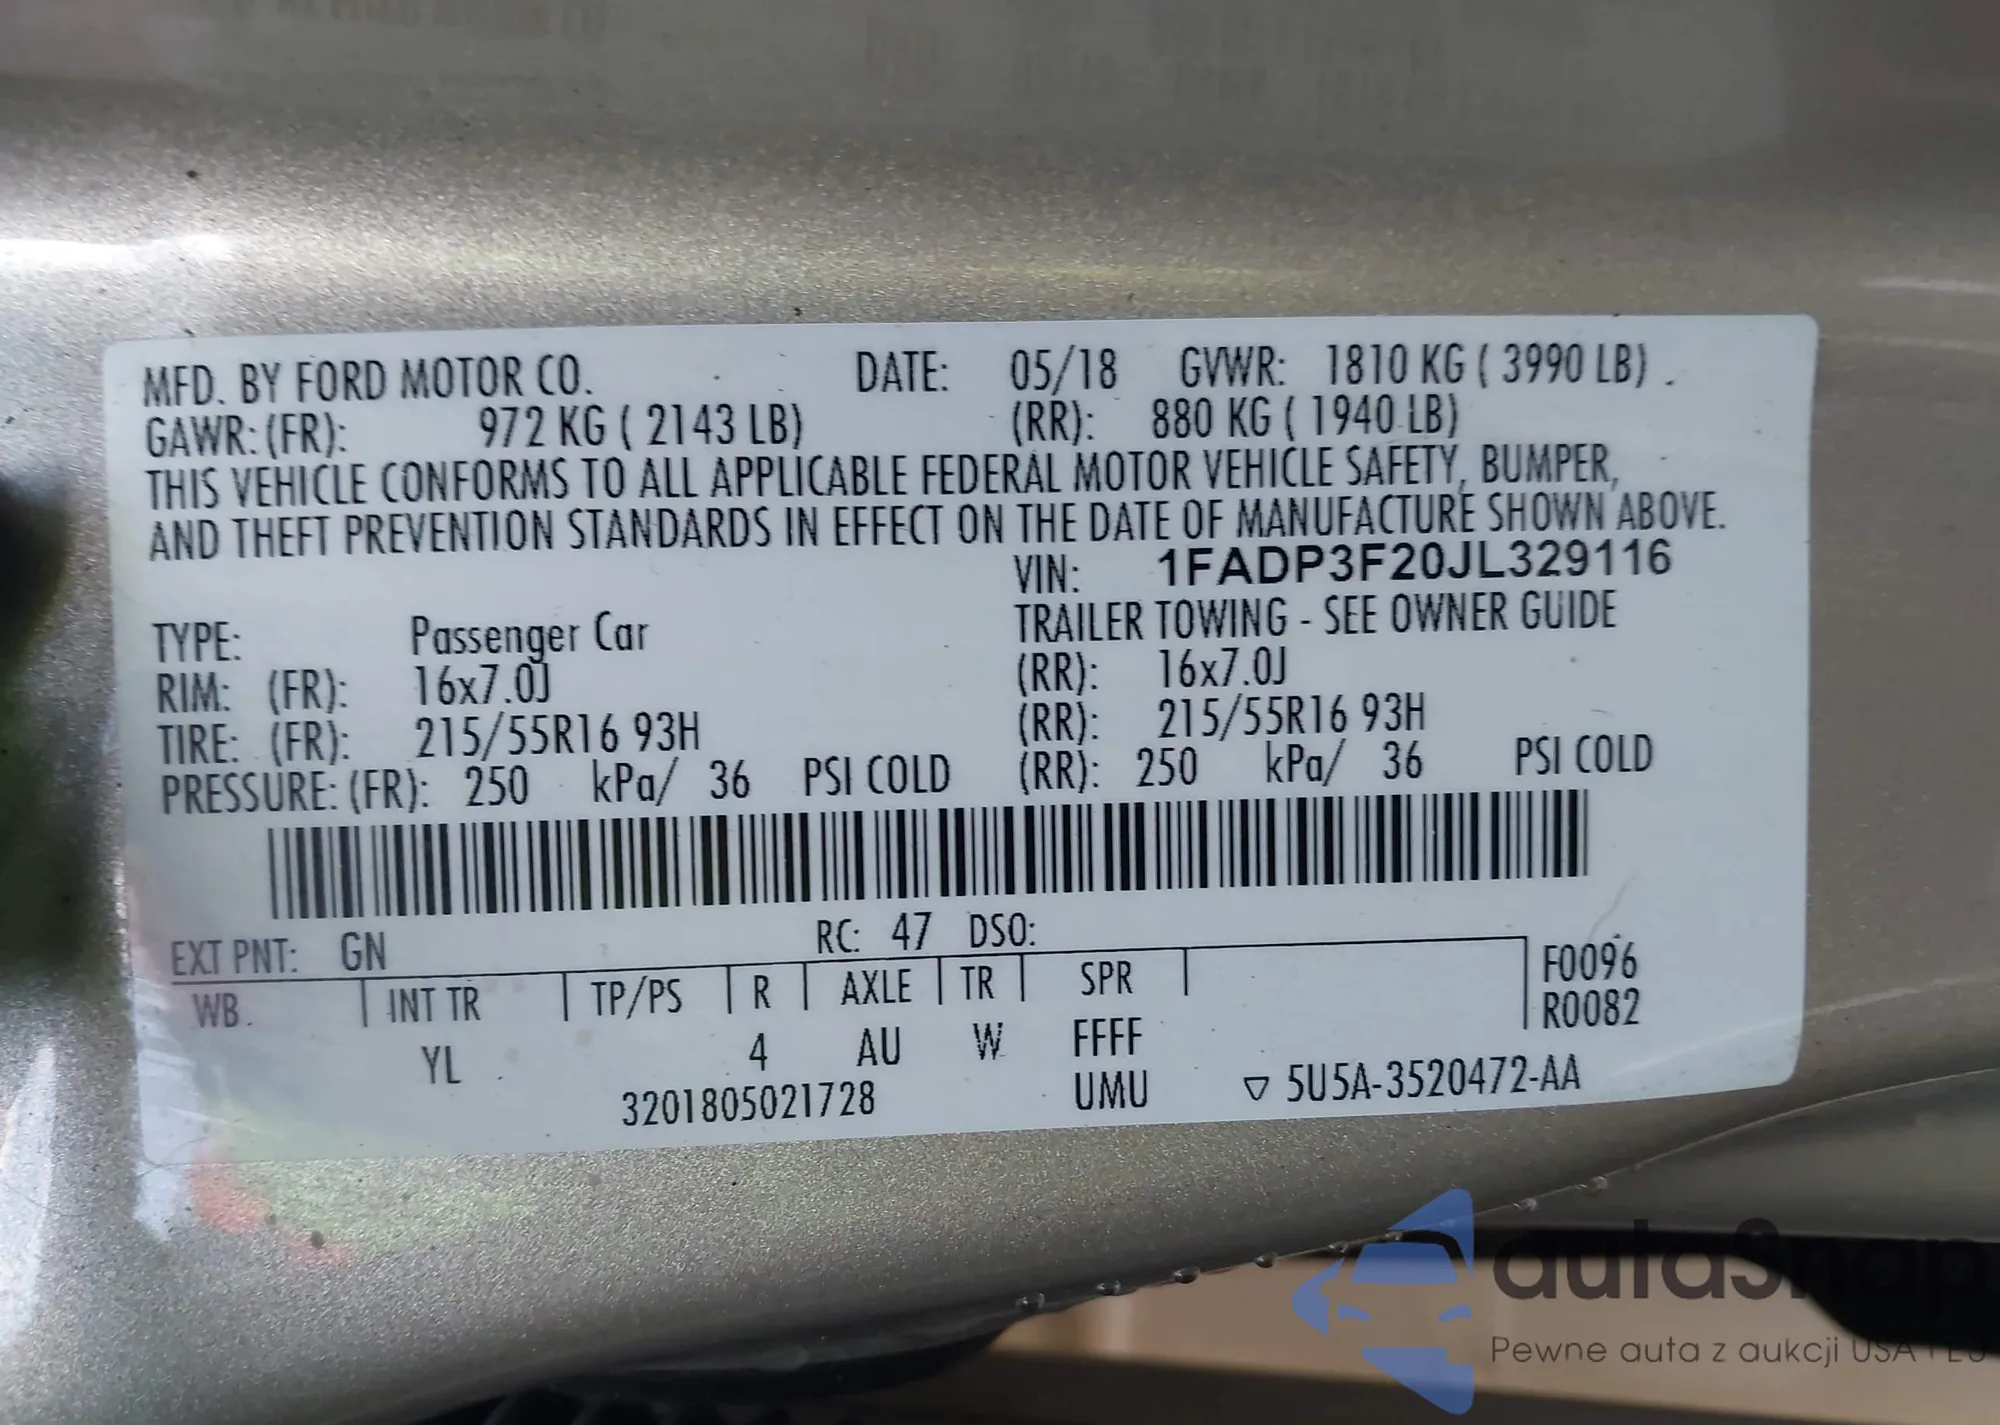 MFD. BY FORD MOTOR CO. DATE: 05/18 GVWR: 1810 KG ( 3990 LB)
GAWR: (FR): 972 KG ( 2143 LB) (RR): 880 KG ( 1940 LB)
THIS VEHICLE CONFORMS TO ALL APPLICABLE FEDERAL MOTOR VEHICLE SAFETY, BUMPER,
AND THEFT PREVENTION STANDARDS IN EFFECT ON THE DATE OF MANUFACTURE SHOWN ABOVE.
VIN: 1FADP3F20JL329116
TYPE: Passenger Car TRAILER TOWING - SEE OWNER GUIDE
RIM: (FR): 16x7.0J (RR): 16x7.0J
TIRE: (FR): 215/55R16 93H (RR): 215/55R16 93H
PRESSURE: (FR): 250 kPa/ 36 PSI COLD (RR): 250 kPa/ 36 PSI COLD
EXT PNT: GN RC: 47 DSO:
WB INT TR TP/PS R AXLE TR SPR F0096
R0082
YL 4 AU W FFFF
3201805021728 UMU ▽ 5U5A-3520472-AA
autaSnap
Pewne auta z aukcji USA i EU